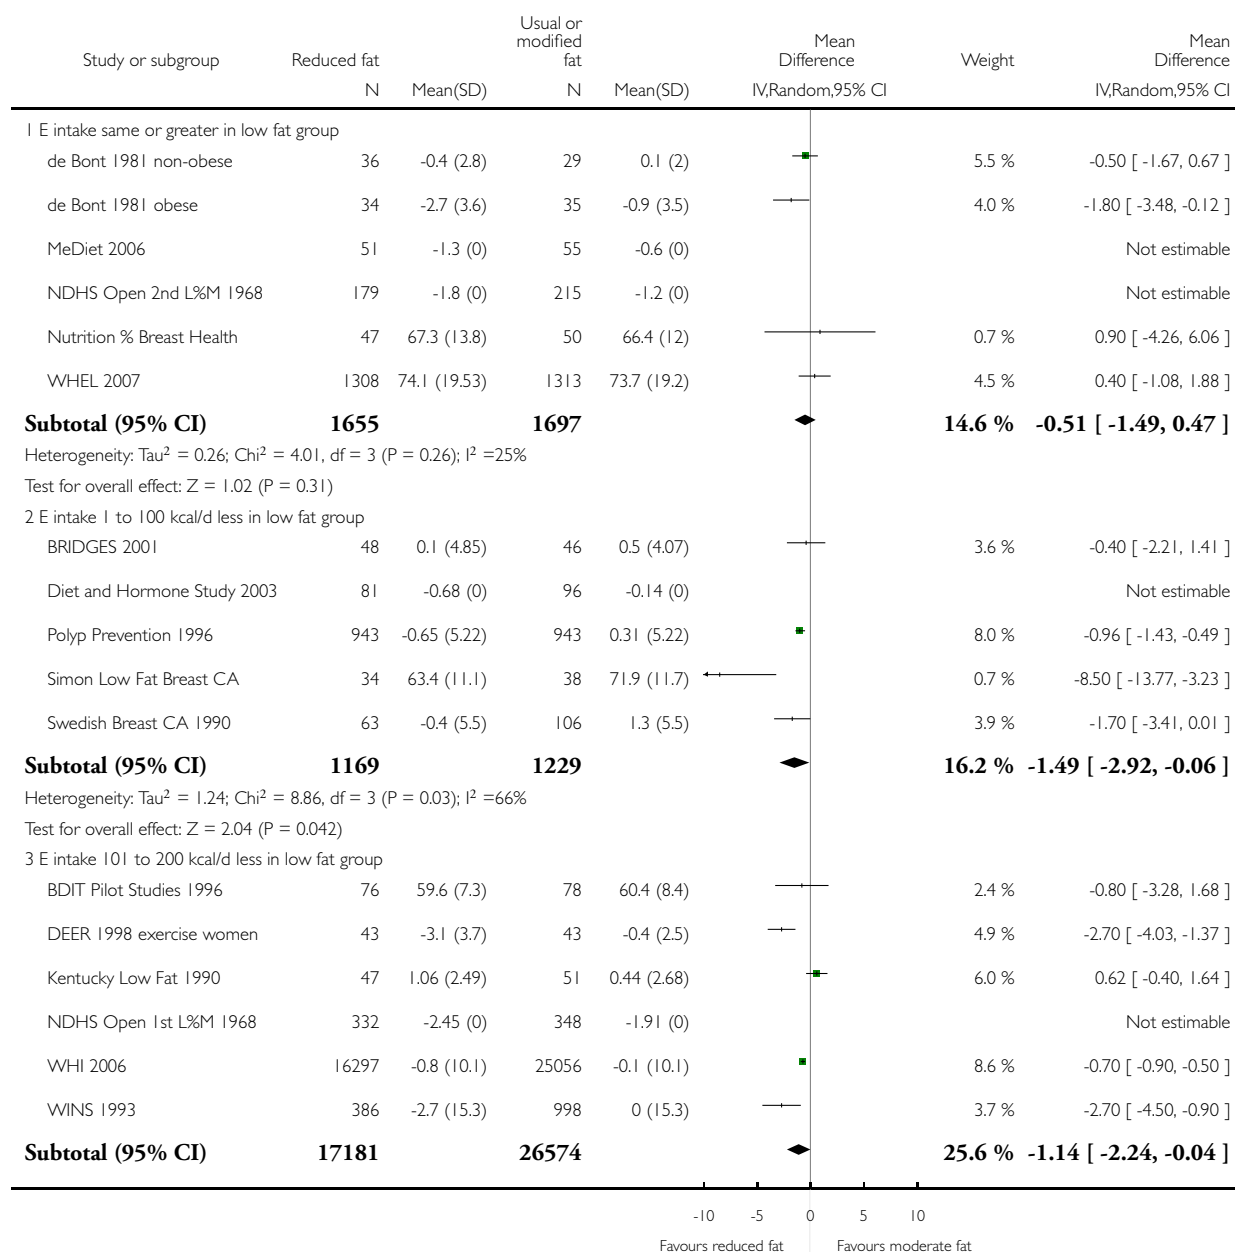 Study or subgroup Reduced fat Usual or modified fat Mean Difference Weight Mean Difference
N Mean(SD) N Mean(SD) IV,Random,95% CI IV,Random,95% CI
1 E intake same or greater in low fat group
de Bont 1981 non-obese 36 -0.4 (2.8) 29 0.1 (2) 5.5 % -0.50 [ -1.67, 0.67 ]
de Bont 1981 obese 34 -2.7 (3.6) 35 -0.9 (3.5) 4.0 % -1.80 [ -3.48, -0.12 ]
MeDiet 2006 51 -1.3 (0) 55 -0.6 (0) Not estimable
NDHS Open 2nd L%M 1968 179 -1.8 (0) 215 -1.2 (0) Not estimable
Nutrition % Breast Health 47 67.3 (13.8) 50 66.4 (12) 0.7 % 0.90 [ -4.26, 6.06 ]
WHEL 2007 1308 74.1 (19.53) 1313 73.7 (19.2) 4.5 % 0.40 [ -1.08, 1.88 ]
Subtotal (95% CI) 1655 1697 14.6 % -0.51 [ -1.49, 0.47 ]
Heterogeneity: Tau² = 0.26; Chi² = 4.01, df = 3 (P = 0.26); I² =25%
Test for overall effect: Z = 1.02 (P = 0.31)
2 E intake 1 to 100 kcal/d less in low fat group
BRIDGES 2001 48 0.1 (4.85) 46 0.5 (4.07) 3.6 % -0.40 [ -2.21, 1.41 ]
Diet and Hormone Study 2003 81 -0.68 (0) 96 -0.14 (0) Not estimable
Polyp Prevention 1996 943 -0.65 (5.22) 943 0.31 (5.22) 8.0 % -0.96 [ -1.43, -0.49 ]
Simon Low Fat Breast CA 34 63.4 (11.1) 38 71.9 (11.7) 0.7 % -8.50 [ -13.77, -3.23 ]
Swedish Breast CA 1990 63 -0.4 (5.5) 106 1.3 (5.5) 3.9 % -1.70 [ -3.41, 0.01 ]
Subtotal (95% CI) 1169 1229 16.2 % -1.49 [ -2.92, -0.06 ]
Heterogeneity: Tau² = 1.24; Chi² = 8.86, df = 3 (P = 0.03); I² =66%
Test for overall effect: Z = 2.04 (P = 0.042)
3 E intake 101 to 200 kcal/d less in low fat group
BDIT Pilot Studies 1996 76 59.6 (7.3) 78 60.4 (8.4) 2.4 % -0.80 [ -3.28, 1.68 ]
DEER 1998 exercise women 43 -3.1 (3.7) 43 -0.4 (2.5) 4.9 % -2.70 [ -4.03, -1.37 ]
Kentucky Low Fat 1990 47 1.06 (2.49) 51 0.44 (2.68) 6.0 % 0.62 [ -0.40, 1.64 ]
NDHS Open 1st L%M 1968 332 -2.45 (0) 348 -1.91 (0) Not estimable
WHI 2006 16297 -0.8 (10.1) 25056 -0.1 (10.1) 8.6 % -0.70 [ -0.90, -0.50 ]
WINS 1993 386 -2.7 (15.3) 998 0 (15.3) 3.7 % -2.70 [ -4.50, -0.90 ]
Subtotal (95% CI) 17181 26574 25.6 % -1.14 [ -2.24, -0.04 ]
-10 -5 0 5 10
Favours reduced fat Favours moderate fat